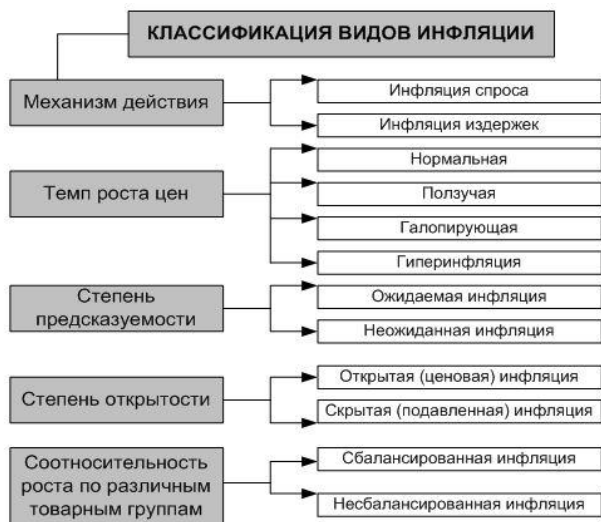 КЛАССИФИКАЦИЯ ВИДОВ ИНФЛЯЦИИ
Механизм действия
Инфляция спроса
Инфляция издержек
Темп роста цен
Нормальная
Ползучая
Галопирующая
Гиперинфляция
Степень
предсказуемости
Ожидаемая инфляция
Неожиданная инфляция
Степень открытости
Открытая (ценовая) инфляция
Скрытая (подавленная) инфляция
Соотносительность
роста по различным
товарным группам
Сбалансированная инфляция
Несбалансированная инфляция